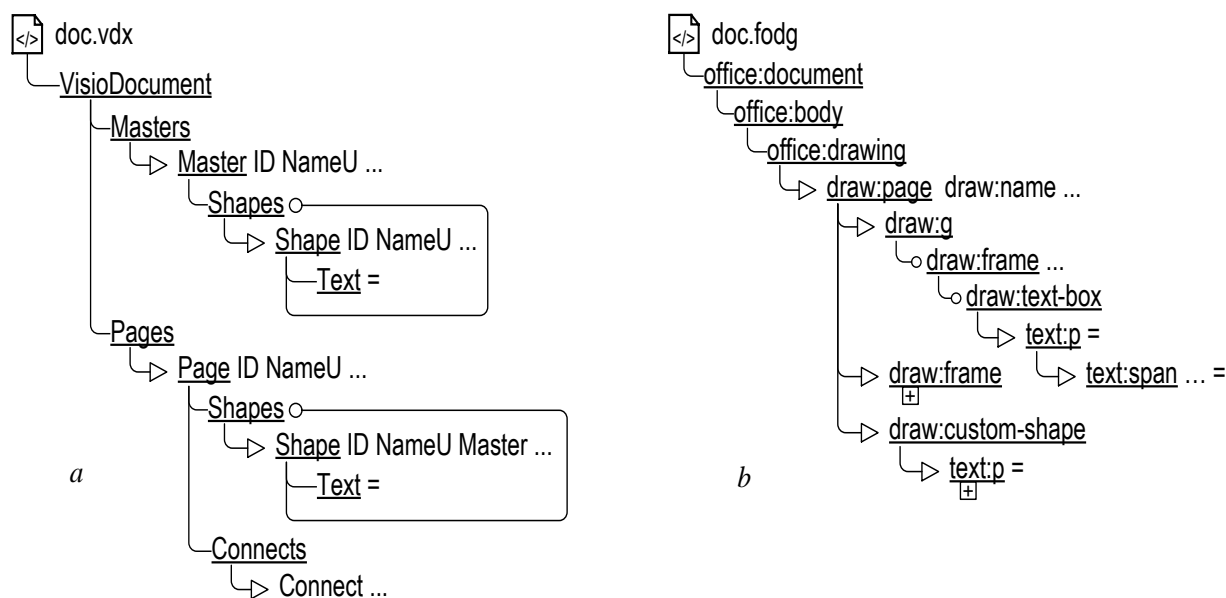 </> doc.vdx
VisioDocument
Masters
Master ID NameU ...
Shapes
Shape ID NameU ...
Text =
Pages
Page ID NameU ...
Shapes
Shape ID NameU Master ...
Text =
a
Connects
Connect ...
</> doc.fodg
office:document
office:body
office:drawing
draw:page draw:name ...
draw:g
draw:frame ...
draw:text-box
text:p =
text:span ... =
draw:frame
+
draw:custom-shape
text:p =
+
b